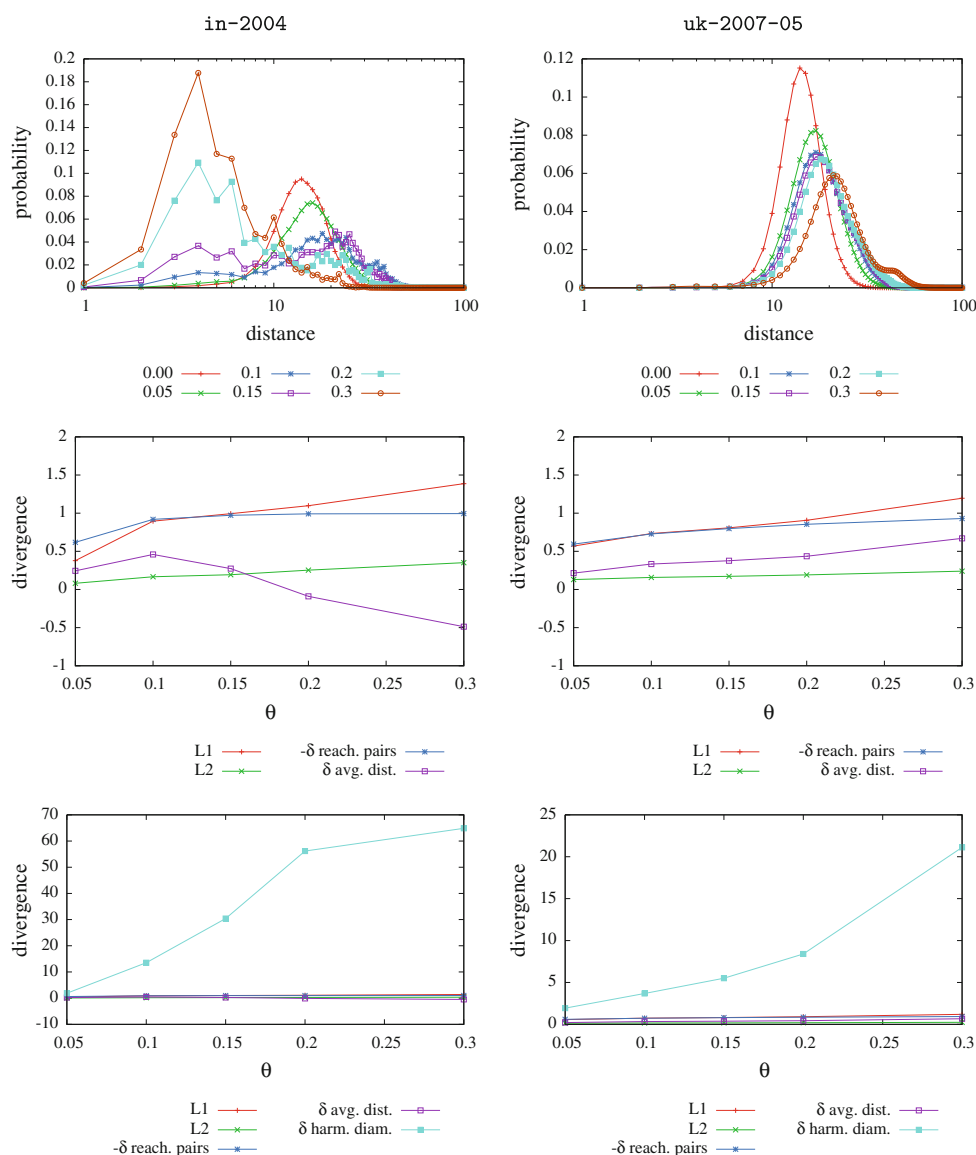 in-2004
0.2
0.18
0.16
0.14
0.12
0.1
0.08
0.06
0.04
0.02
0
probability
1
10
100
distance
0.00
0.1
0.2
0.05
0.15
0.3
uk-2007-05
0.12
0.1
0.08
0.06
0.04
0.02
0
probability
1
10
100
distance
0.00
0.1
0.2
0.05
0.15
0.3
2
1.5
1
0.5
0
-0.5
-1
divergence
0.05
0.1
0.15
0.2
0.25
0.3
θ
L1
-δ reach. pairs
L2
δ avg. dist.
2
1.5
1
0.5
0
-0.5
-1
divergence
0.05
0.1
0.15
0.2
0.25
0.3
θ
L1
-δ reach. pairs
L2
δ avg. dist.
70
60
50
40
30
20
10
0
-10
divergence
0.05
0.1
0.15
0.2
0.25
0.3
θ
L1
δ avg. dist.
L2
δ harm. diam.
-δ reach. pairs
25
20
15
10
5
0
divergence
0.05
0.1
0.15
0.2
0.25
0.3
θ
L1
δ avg. dist.
L2
δ harm. diam.
-δ reach. pairs